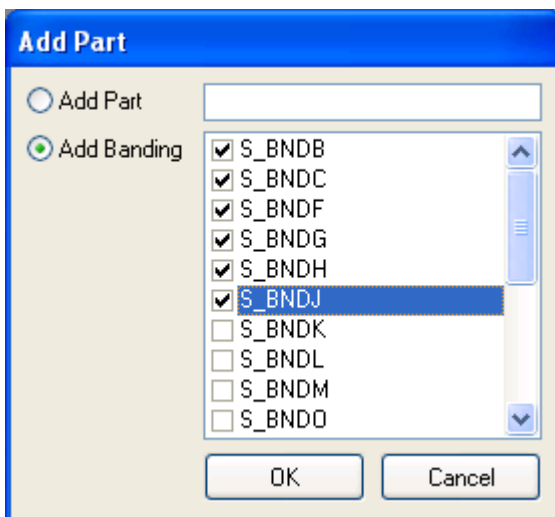 Add Part
Add Part
Add Banding
S_BNDB
S_BNDC
S_BNDF
S_BNDG
S_BNDH
S_BNDJ
S_BNDK
S_BNDL
S_BNDM
S_BNDO
OK
Cancel